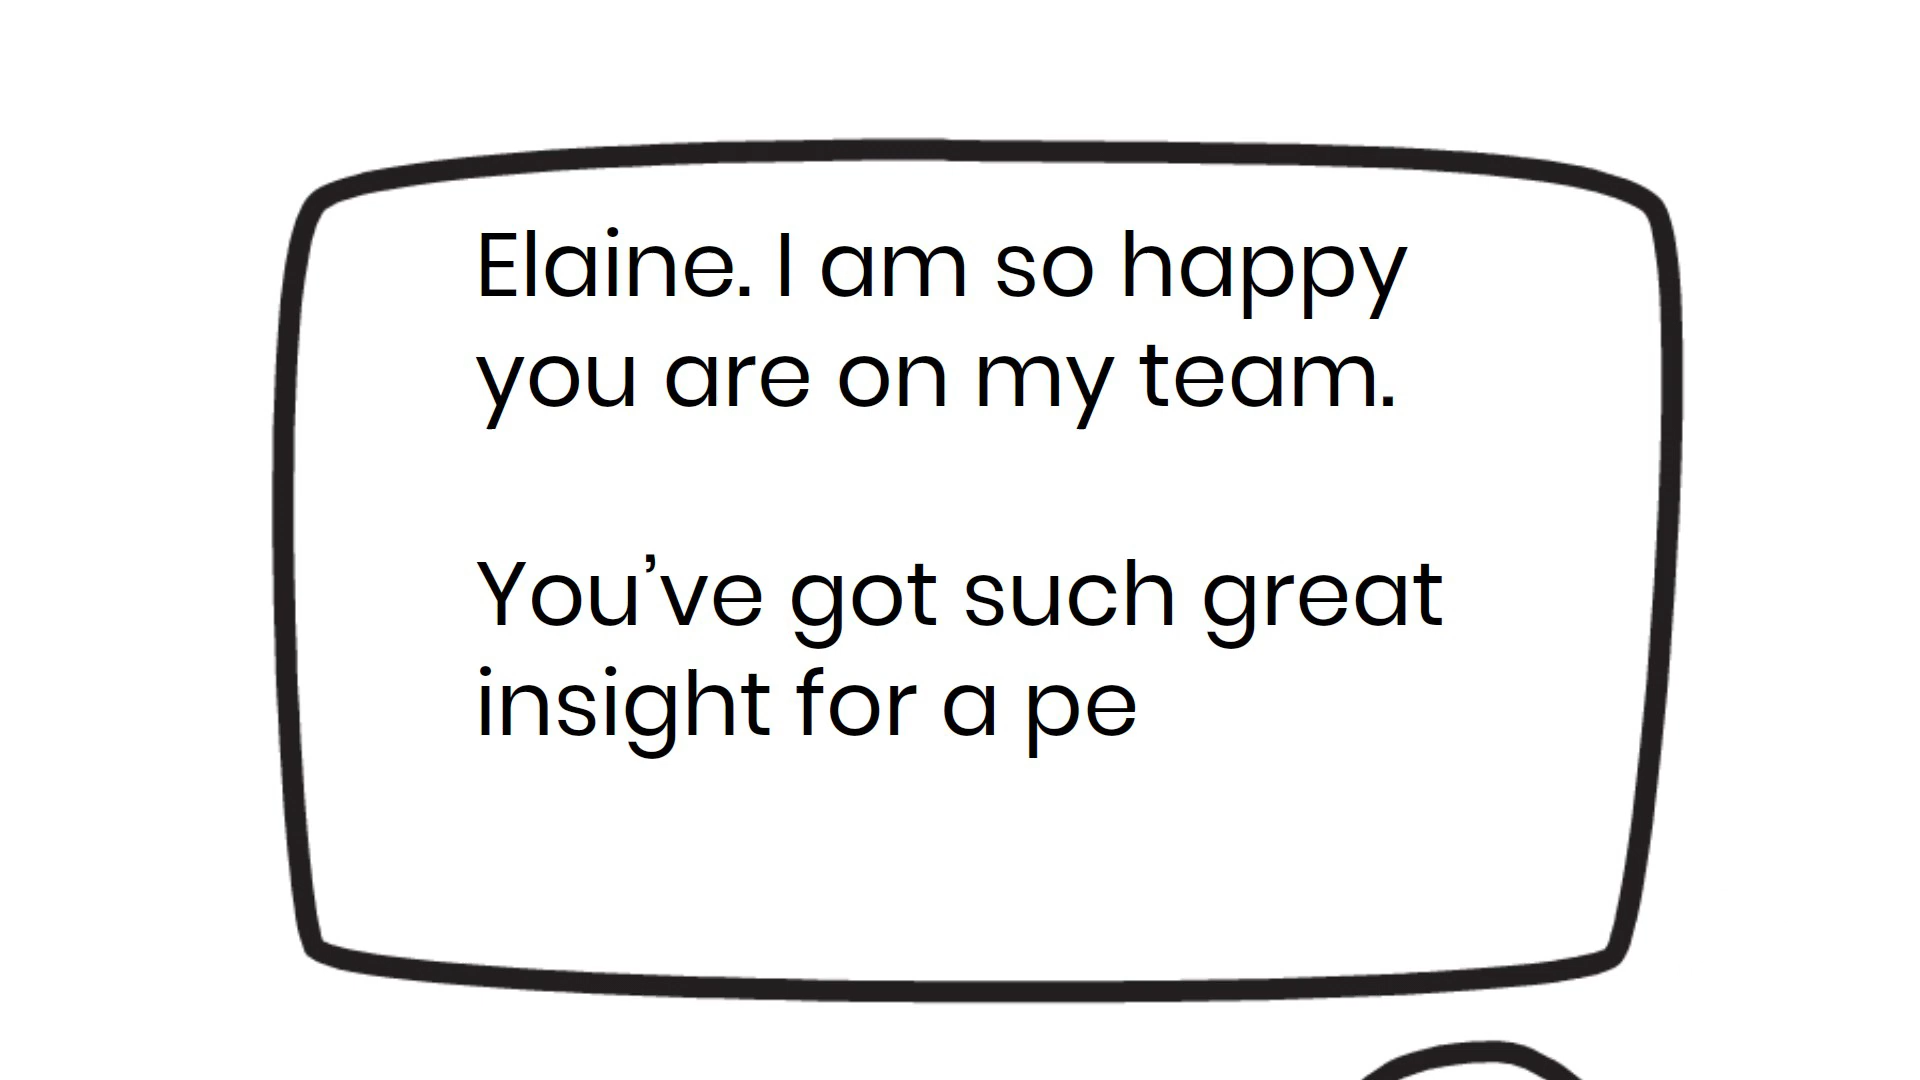 Elaine. I am so happy
you are on my team.
You’ve got such great
insight for a pe